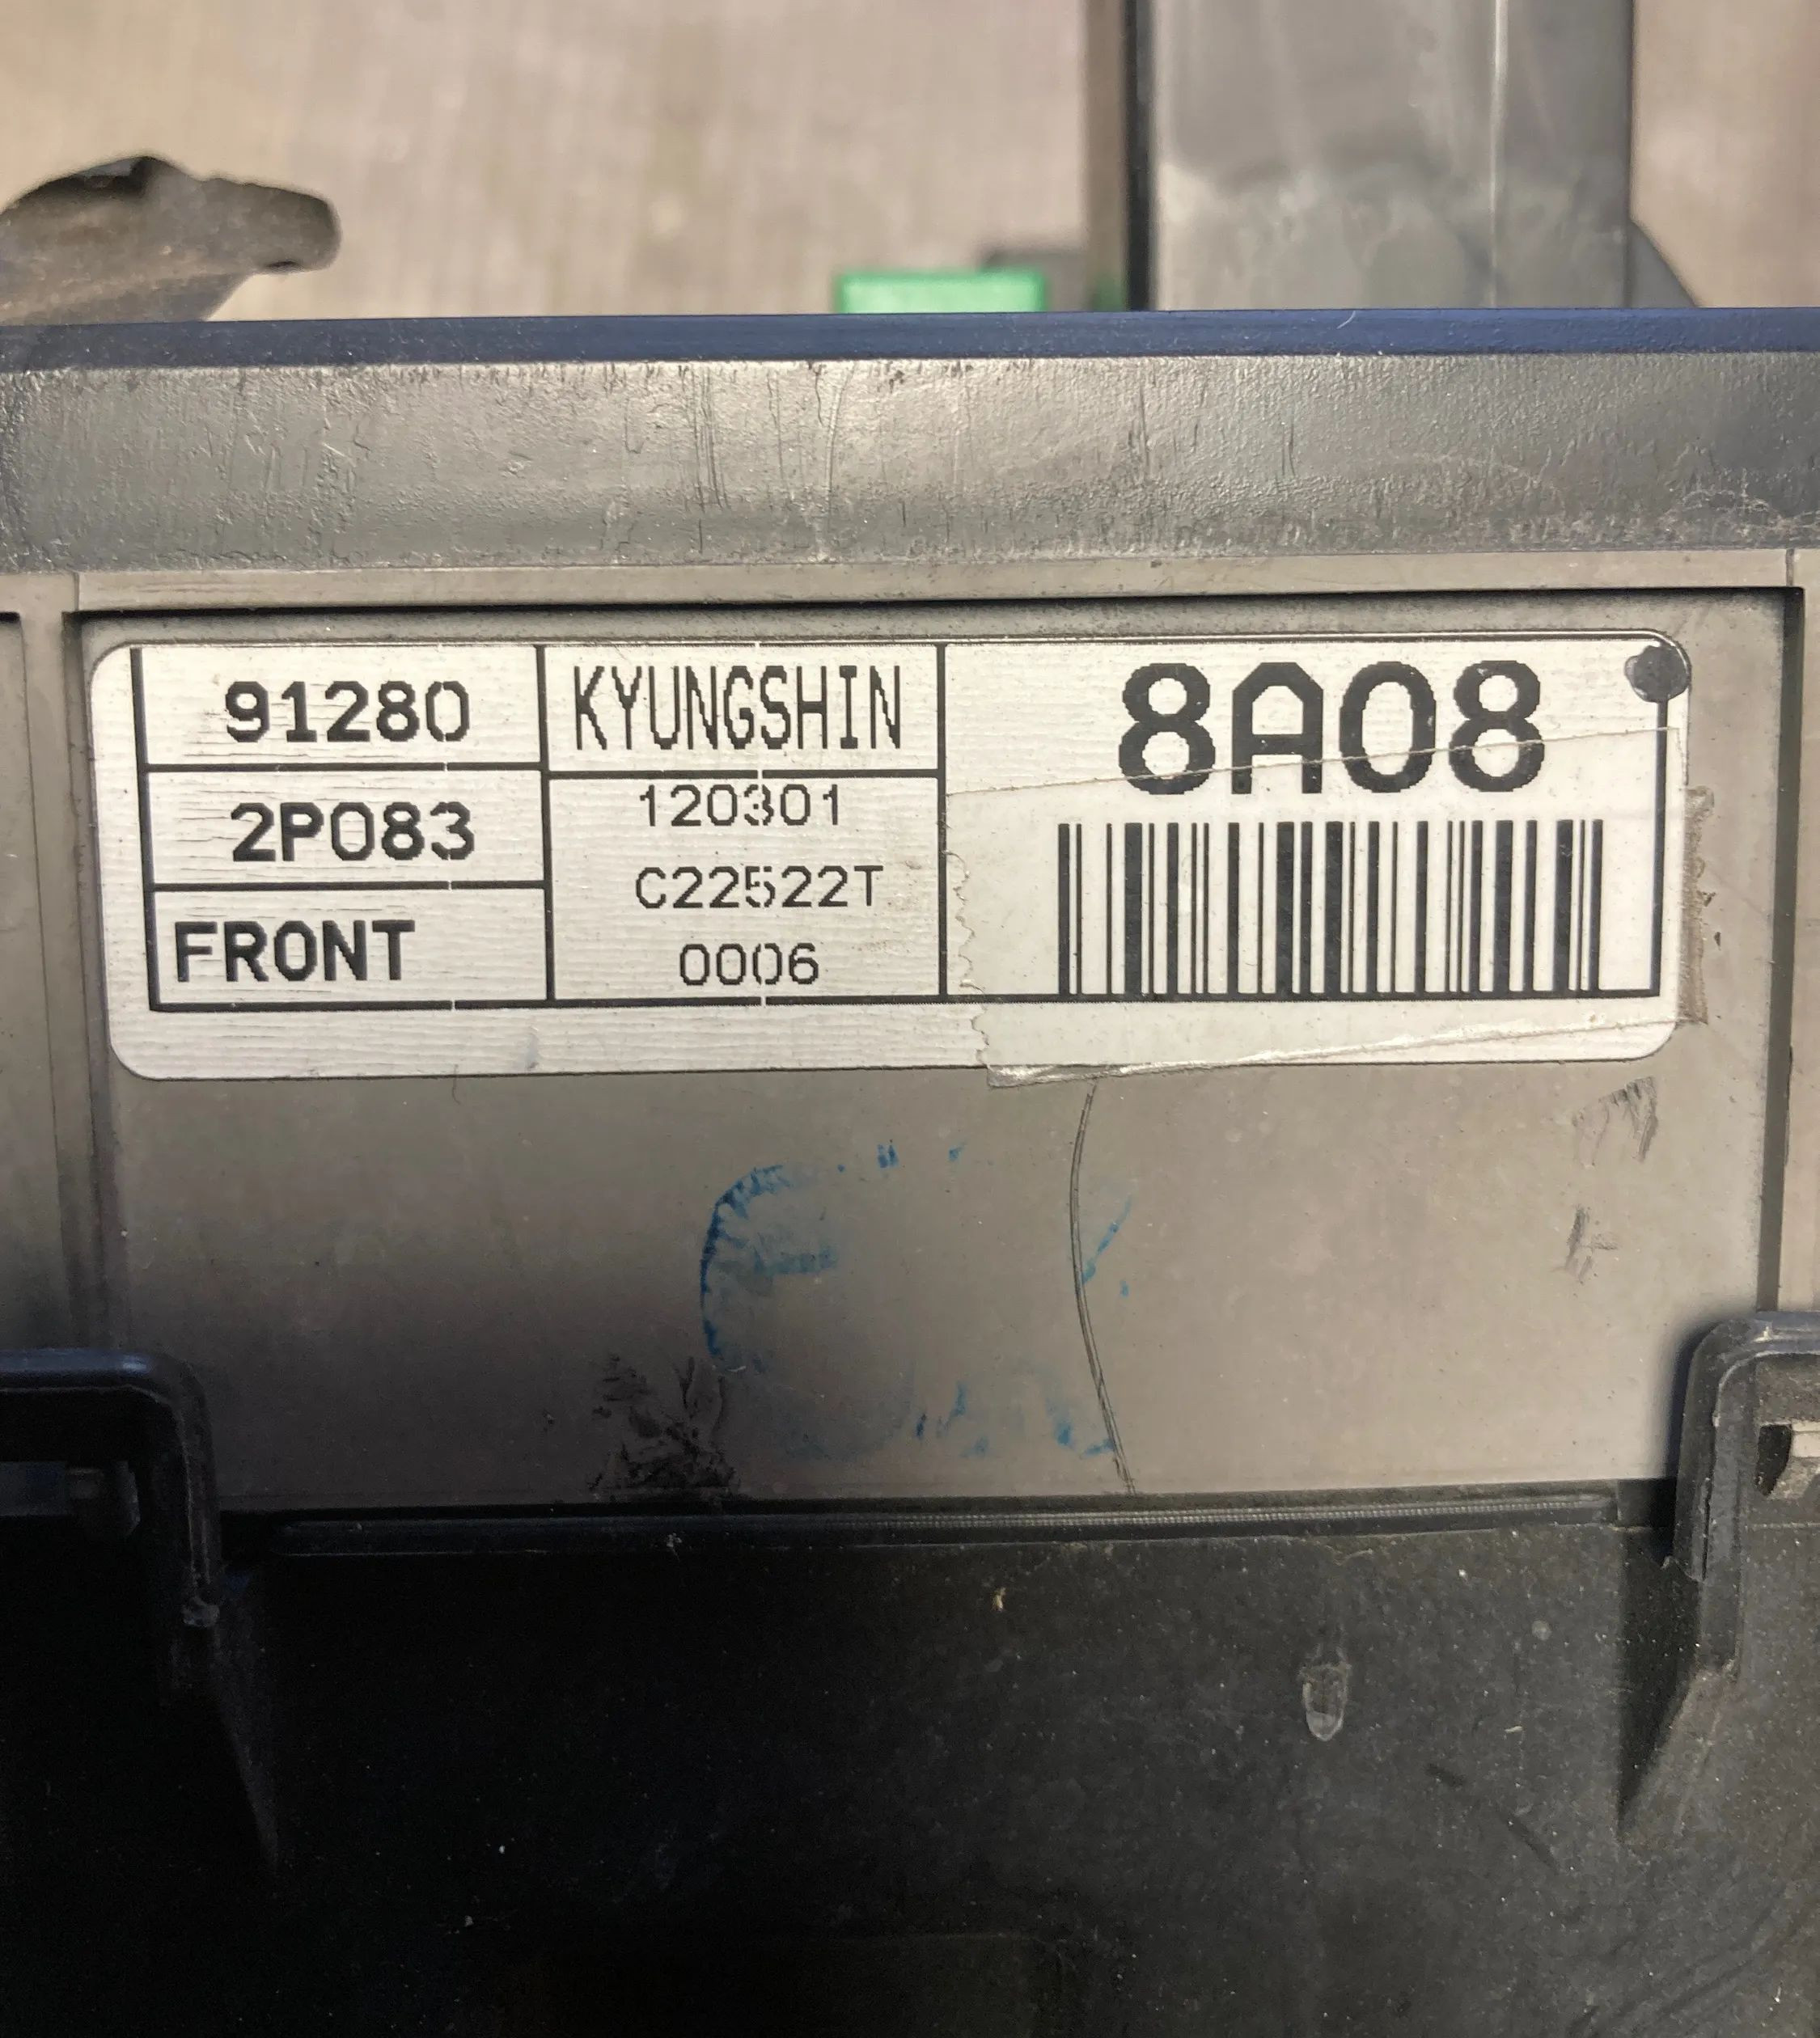 91280
2P083
FRONT
KYUNGSHIN
120301
C22522T
0006
8A08